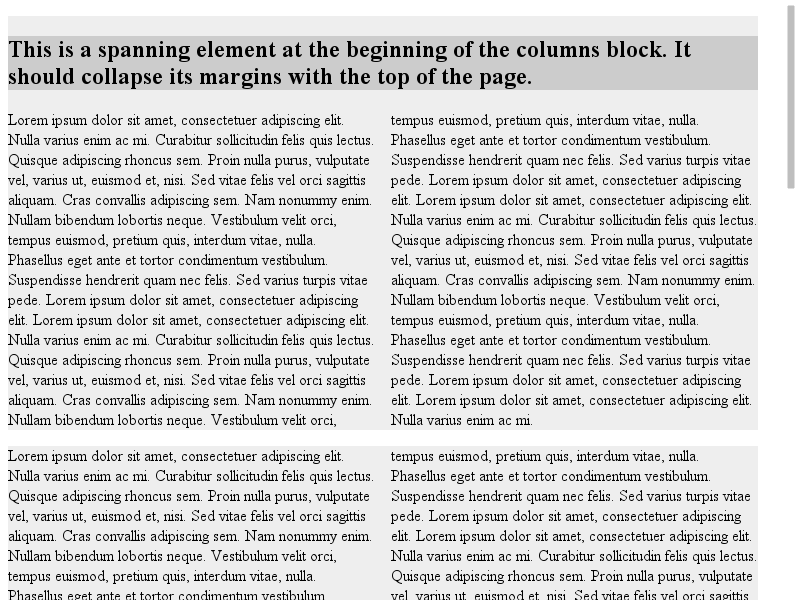 This is a spanning element at the beginning of the columns block. It
should collapse its margins with the top of the page.
Lorem ipsum dolor sit amet, consectetuer adipiscing elit.
Nulla varius enim ac mi. Curabitur sollicitudin felis quis lectus.
Quisque adipiscing rhoncus sem. Proin nulla purus, vulputate
vel, varius ut, euismod et, nisi. Sed vitae felis vel orci sagittis
aliquam. Cras convallis adipiscing sem. Nam nonummy enim.
Nullam bibendum lobortis neque. Vestibulum velit orci,
tempus euismod, pretium quis, interdum vitae, nulla.
Phasellus eget ante et tortor condimentum vestibulum.
Suspendisse hendrerit quam nec felis. Sed varius turpis vitae
pede. Lorem ipsum dolor sit amet, consectetuer adipiscing
elit. Lorem ipsum dolor sit amet, consectetuer adipiscing elit.
Nulla varius enim ac mi. Curabitur sollicitudin felis quis lectus.
Quisque adipiscing rhoncus sem. Proin nulla purus, vulputate
vel, varius ut, euismod et, nisi. Sed vitae felis vel orci sagittis
aliquam. Cras convallis adipiscing sem. Nam nonummy enim.
Nullam bibendum lobortis neque. Vestibulum velit orci,
tempus euismod, pretium quis, interdum vitae, nulla.
Phasellus eget ante et tortor condimentum vestibulum.
Suspendisse hendrerit quam nec felis. Sed varius turpis vitae
pede. Lorem ipsum dolor sit amet, consectetuer adipiscing
elit. Lorem ipsum dolor sit amet, consectetuer adipiscing elit.
Nulla varius enim ac mi. Curabitur sollicitudin felis quis lectus.
Quisque adipiscing rhoncus sem. Proin nulla purus, vulputate
vel, varius ut, euismod et, nisi. Sed vitae felis vel orci sagittis
aliquam. Cras convallis adipiscing sem. Nam nonummy enim.
Nullam bibendum lobortis neque. Vestibulum velit orci,
tempus euismod, pretium quis, interdum vitae, nulla.
Phasellus eget ante et tortor condimentum vestibulum.
Suspendisse hendrerit quam nec felis. Sed varius turpis vitae
pede. Lorem ipsum dolor sit amet, consectetuer adipiscing
elit. Lorem ipsum dolor sit amet, consectetuer adipiscing elit.
Nulla varius enim ac mi.
Lorem ipsum dolor sit amet, consectetuer adipiscing elit.
Nulla varius enim ac mi. Curabitur sollicitudin felis quis lectus.
Quisque adipiscing rhoncus sem. Proin nulla purus, vulputate
vel, varius ut, euismod et, nisi. Sed vitae felis vel orci sagittis
aliquam. Cras convallis adipiscing sem. Nam nonummy enim.
Nullam bibendum lobortis neque. Vestibulum velit orci,
tempus euismod, pretium quis, interdum vitae, nulla.
Phasellus eget ante et tortor condimentum vestibulum.
tempus euismod, pretium quis, interdum vitae, nulla.
Phasellus eget ante et tortor condimentum vestibulum.
Suspendisse hendrerit quam nec felis. Sed varius turpis vitae
pede. Lorem ipsum dolor sit amet, consectetuer adipiscing
elit. Lorem ipsum dolor sit amet, consectetuer adipiscing elit.
Nulla varius enim ac mi. Curabitur sollicitudin felis quis lectus.
Quisque adipiscing rhoncus sem. Proin nulla purus, vulputate
vel, varius ut, euismod et, nisi. Sed vitae felis vel orci sagittis